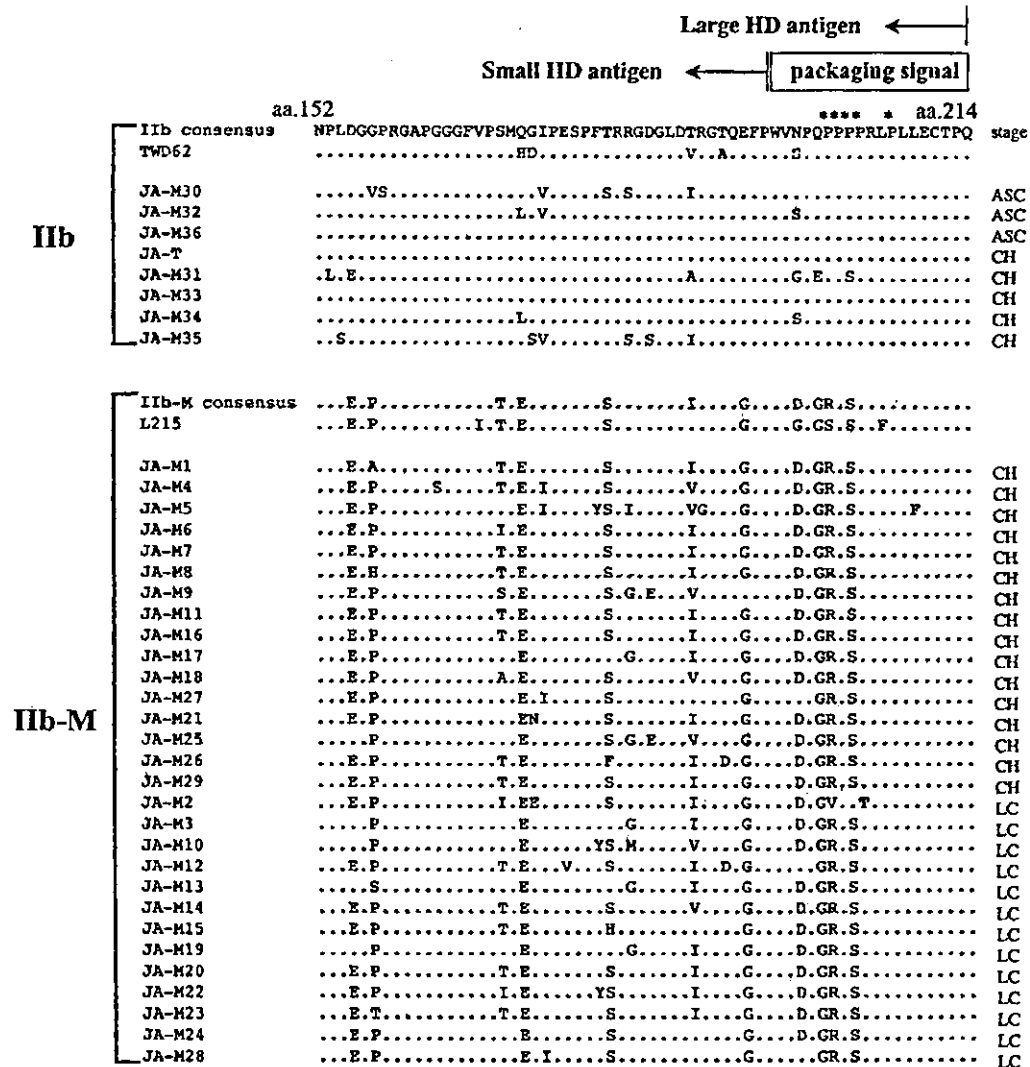 Large HD antigen
Small HD antigen packaging signal
aa.152 **** * aa.214
IIb consensus NPLDGGPRGAPGGGFVPSMQGIPESPFTRRGDGLDTRGTQEFPWVNPQPPPPRLPLLECTPQ stage
TWD62 ...................HD..............V..A......S................
JA-M30 .....VS..............V.....S.S.....I.......................... ASC
JA-M32 ...................L.V.......................S................ ASC
JA-M36 .............................................................. ASC
IIb
JA-T .............................................................. CH
JA-M31 .L.E...............................A.........G.E..S........... CH
JA-M33 .............................................................. CH
JA-M34 ...................L.........................S................ CH
JA-M35 ..S.................SV.......S.S...I.......................... CH
IIb-M consensus ...E.P...........T.E.......S.......I....G....D.GR.S...........
L215 ...E.P.........I.T.E.......S............G....G.GS.S..F........
JA-M1 ...E.A...........T.E.......S.......I....G....D.GR.S........... CH
JA-M4 ...E.P.....S.....T.E.I.....S.......V....G....D.GR.S........... CH
JA-M5 ...E.P.............E.I....YS.I.....VG...G....D.GR.S.....F..... CH
JA-M6 ...E.P...........I.E.......S.......I....G....D.GR.S........... CH
JA-M7 ...E.P...........T.E.......S.......I....G....D.GR.S........... CH
JA-M8 ...E.H...........T.E.......S.......I....G....D.GR.S........... CH
JA-M9 ...E.P...........S.E.......S.G.E...V.........D.GR.S........... CH
JA-M11 ...E.P...........T.E.......S.......I....G....D.GR.S........... CH
JA-M16 ...E.P...........T.E.......S.......I....G....D.GR.S........... CH
JA-M17 .....P.............E.........G.....I....G....D.GR.S........... CH
JA-M18 ...E.P...........A.E.......S.......V....G....D.GR.S........... CH
JA-M27 ...E.P.............E.I.....S............G......GR.S........... CH
IIb-M
JA-M21 ...E.P.............EN......S.......I....G....D.GR.S........... CH
JA-M25 .....P.............E.......S.G.E...V....G....D.GR.S........... CH
JA-M26 ...E.P...........T.E.......F.......I..D.G....D.GR.S........... CH
JA-M29 ...E.P...........T.E.......S.......I....G....D.GR.S........... CH
JA-M2 ...E.P...........I.EE......S.......I....G....D.GV..T.......... LC
JA-M3 .....P.............E.........G.....I....G....D.GR.S........... LC
JA-M10 .....P.............E......YS.M.....V....G....D.GR.S........... LC
JA-M12 ...E.P...........T.E...V...S.......I..D.G......GR.S........... LC
JA-M13 .....S.............E.........G.....I....G....D.GR.S........... LC
JA-M14 ...E.P...........T.E.......S.......V....G....D.GR.S........... LC
JA-M15 ...E.P...........T.E.......H............G....D.GR.S........... LC
JA-M19 .....P.............E.........G.....I....G....D.GR.S........... LC
JA-M20 ...E.P...........T.E.......S.......I....G....D.GR.S........... LC
JA-M22 ...E.P...........I.E......YS.......I....G....D.GR.S........... LC
JA-M23 ...E.T...........T.E.......S.......I....G....D.GR.S........... LC
JA-M24 ...E.P.............E.......S............G....D.GR.S........... LC
JA-M28 ...E.P.............E.I.....S............G......GR.S........... LC